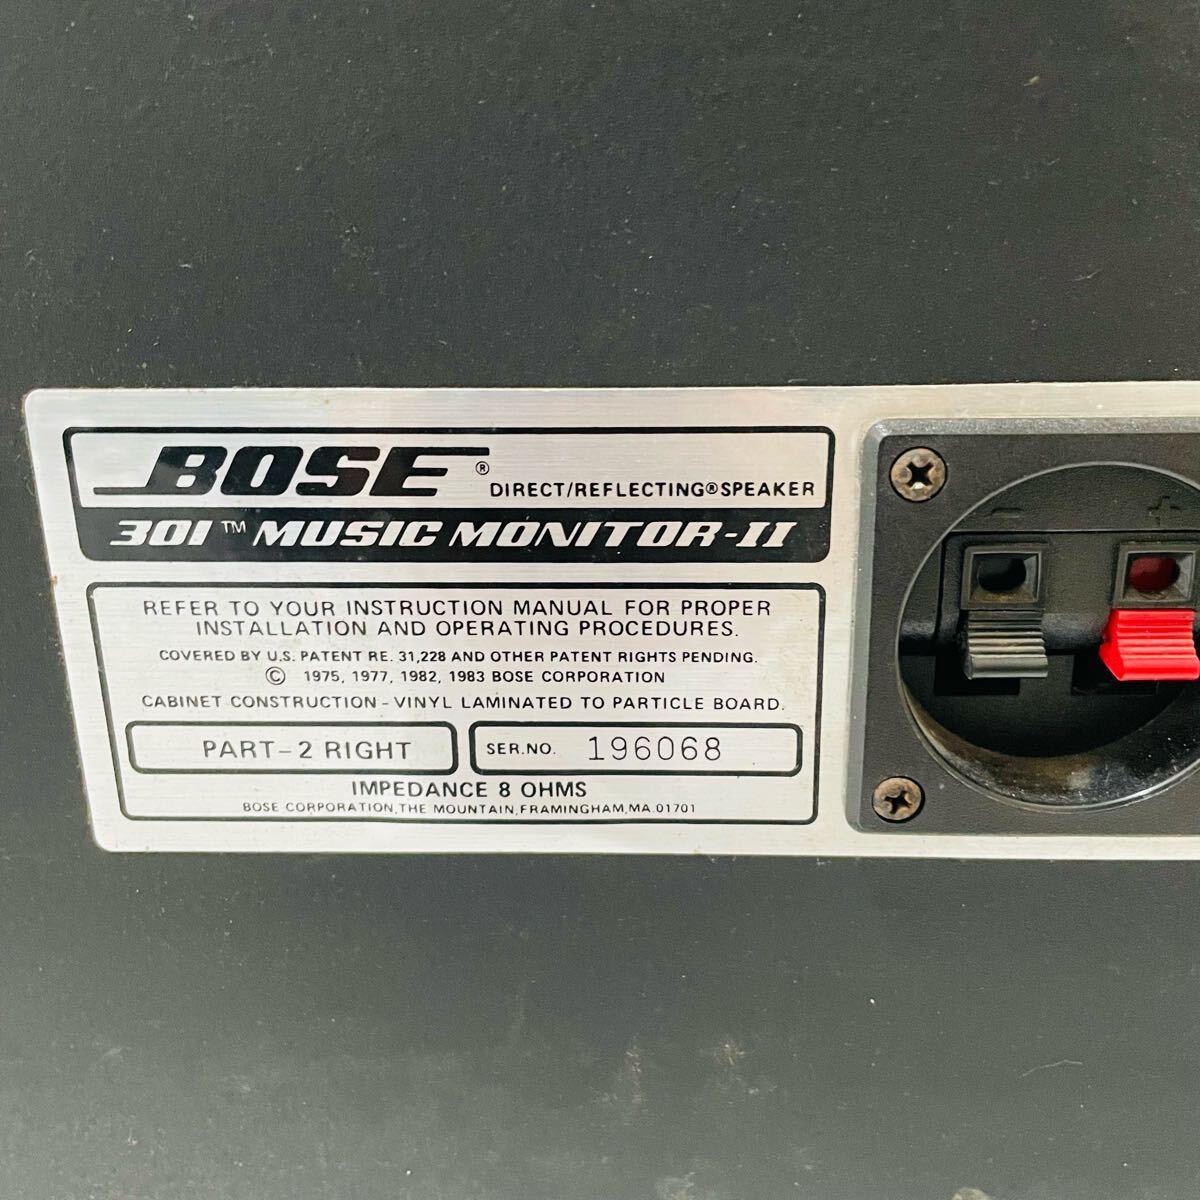 BOSE® DIRECT/REFLECTING®SPEAKER
301™ MUSIC MONITOR-II
REFER TO YOUR INSTRUCTION MANUAL FOR PROPER
INSTALLATION AND OPERATING PROCEDURES.
COVERED BY U.S. PATENT RE. 31,228 AND OTHER PATENT RIGHTS PENDING.
© 1975, 1977, 1982, 1983 BOSE CORPORATION
CABINET CONSTRUCTION - VINYL LAMINATED TO PARTICLE BOARD.
PART-2 RIGHT SER.NO. 196068
IMPEDANCE 8 OHMS
BOSE CORPORATION, THE MOUNTAIN, FRAMINGHAM, MA. 01701
- +